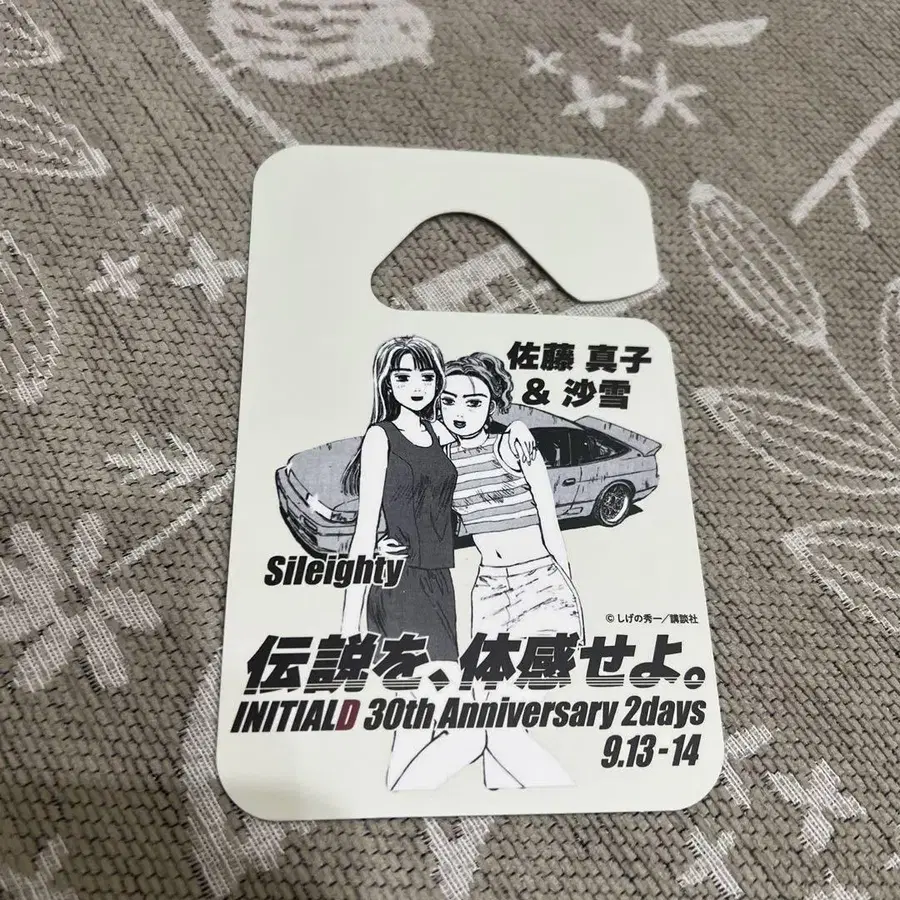 佐藤 真子
& 沙雪
Sileighty
© しげの秀一/講談社
伝説を、体感せよ。
INITIALD 30th Anniversary 2days
9.13-14